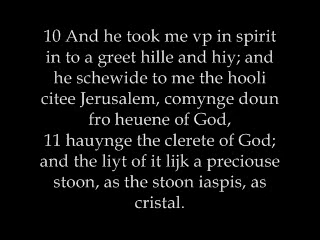 10 And he took me vp in spirit
in to a greet hille and hiy; and
he schewide to me the hooli
citee Jerusalem, comynge doun
fro heuene of God,
11 hauynge the clerete of God;
and the liyt of it lijk a preciouse
stoon, as the stoon iaspis, as
cristal.